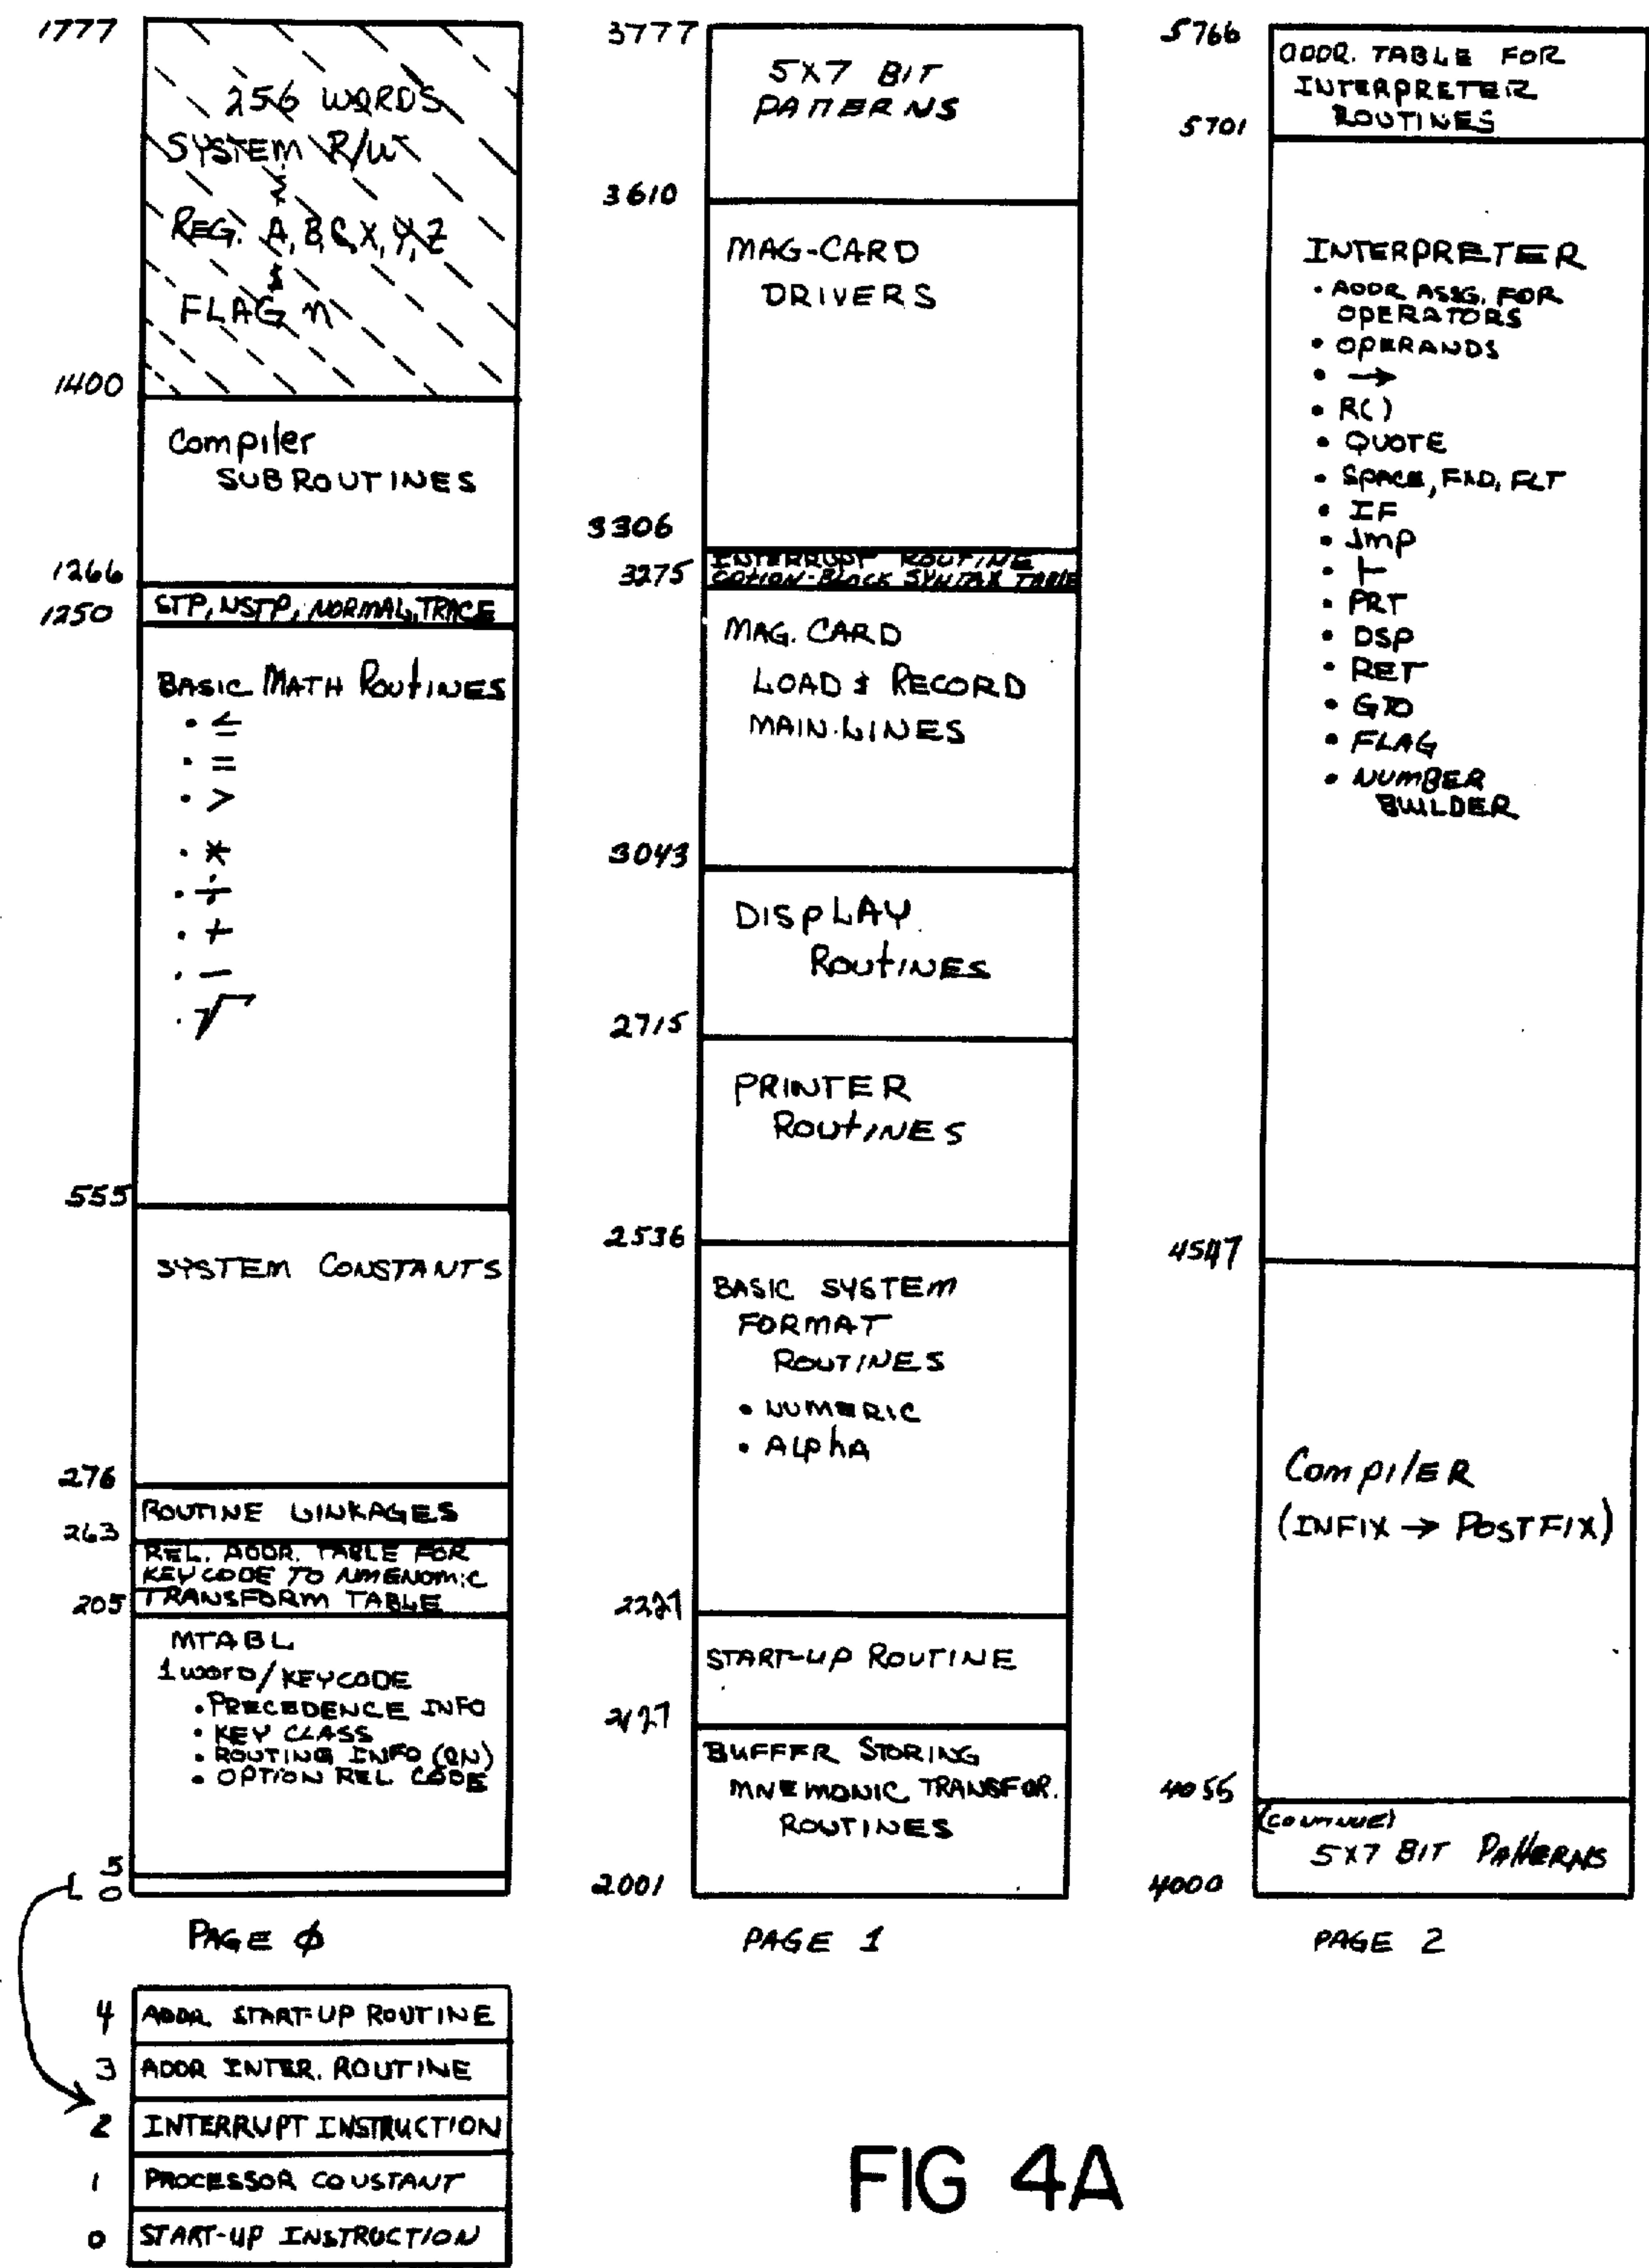 1777
256 WORDS
SYSTEM R/W
&
REG. A, B, C, X, Y, Z
&
FLAG n
1400
Compiler
SUBROUTINES
1266
STP, NSTP, NORMAL, TRACE
1250
BASIC MATH ROUTINES
• ≤
• =
• >
• *
• ÷
• +
• −
• √
555
SYSTEM CONSTANTS
276
ROUTINE LINKAGES
263
REL. ADDR. TABLE FOR
KEYCODE TO NMENOMIC
TRANSFORM TABLE
205
MTABL
1 WORD/KEYCODE
• PRECEDENCE INFO
• KEY CLASS
• ROUTING INFO (QN)
• OPTION REL. CODE
5
0
PAGE ϕ
4 ADDR. START-UP ROUTINE
3 ADDR INTER. ROUTINE
2 INTERRUPT INSTRUCTION
1 PROCESSOR CONSTANT
0 START-UP INSTRUCTION
3777
5X7 BIT
PATTERNS
3610
MAG-CARD
DRIVERS
3306
INTERRUPT ROUTINE
OPTION-BLOCK SYNTAX TABLE
3275
MAG. CARD
LOAD & RECORD
MAIN-LINES
3043
DISPLAY
ROUTINES
2715
PRINTER
ROUTINES
2536
BASIC SYSTEM
FORMAT
ROUTINES
• NUMERIC
• ALPHA
START-UP ROUTINE
BUFFER STORING
MNEMONIC TRANSFOR.
ROUTINES
2001
PAGE 1
5766
ADDR. TABLE FOR
INTERPRETER
ROUTINES
5701
INTERPRETER
• ADDR ASSG. FOR
OPERATORS
• OPERANDS
• →
• R()
• QUOTE
• SPACE, FXD, FLT
• IF
• JMP
• ⊢
• PRT
• DSP
• RET
• GTO
• FLAG
• NUMBER
BUILDER
4547
Compiler
(INFIX → POSTFIX)
4055
(CONTINUE)
5X7 BIT PATTERNS
4000
PAGE 2
FIG 4A